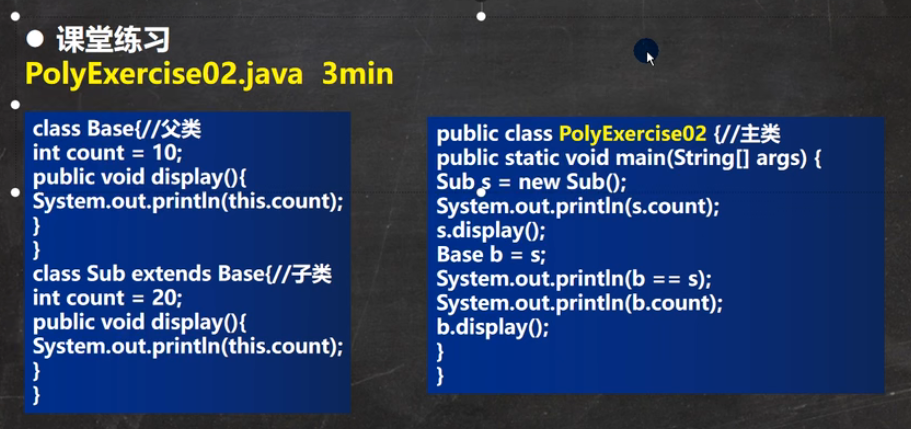 ● 课堂练习
PolyExercise02.java 3min
class Base{//父类
int count = 10;
public void display(){
System.out.println(this.count);
}
}
class Sub extends Base{//子类
int count = 20;
public void display(){
System.out.println(this.count);
}
}
public class PolyExercise02 {//主类
public static void main(String[] args) {
Sub s = new Sub();
System.out.println(s.count);
s.display();
Base b = s;
System.out.println(b == s);
System.out.println(b.count);
b.display();
}
}